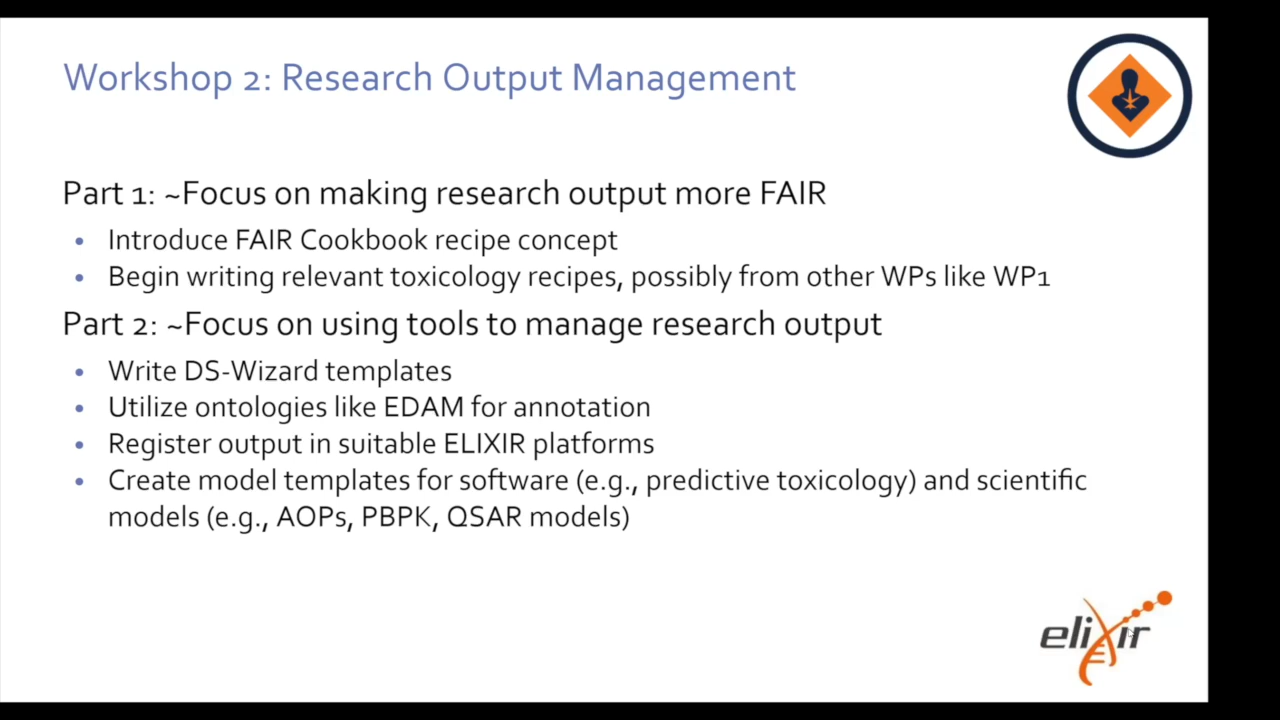 Workshop 2: Research Output Management
Part 1: ~Focus on making research output more FAIR
• Introduce FAIR Cookbook recipe concept
• Begin writing relevant toxicology recipes, possibly from other WPs like WP1
Part 2: ~Focus on using tools to manage research output
• Write DS-Wizard templates
• Utilize ontologies like EDAM for annotation
• Register output in suitable ELIXIR platforms
• Create model templates for software (e.g., predictive toxicology) and scientific
models (e.g., AOPs, PBPK, QSAR models)
elixir